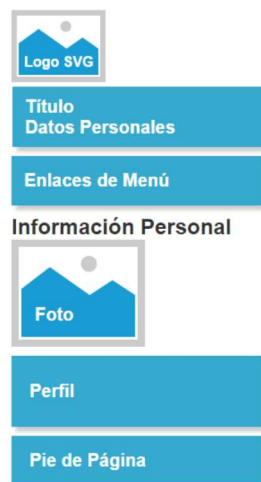 Logo SVG
Título
Datos Personales
Enlaces de Menú
Información Personal
Foto
Perfil
Pie de Página